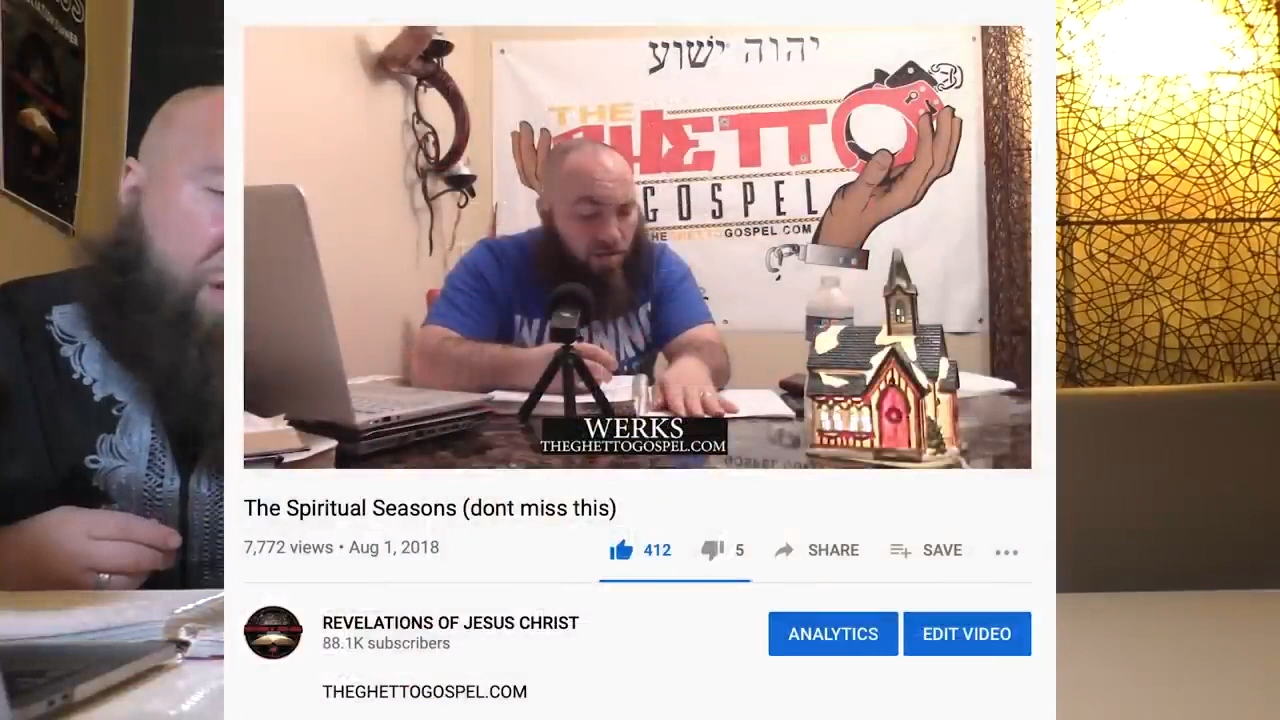 יהוה ישוע
THE
GHETTO
GOSPEL
THEGHETTOGOSPEL.COM
WERKS
THEGHETTOGOSPEL.COM
The Spiritual Seasons (dont miss this)
7,772 views • Aug 1, 2018
412
5
SHARE
SAVE
REVELATIONS OF JESUS CHRIST
88.1K subscribers
ANALYTICS
EDIT VIDEO
THEGHETTOGOSPEL.COM